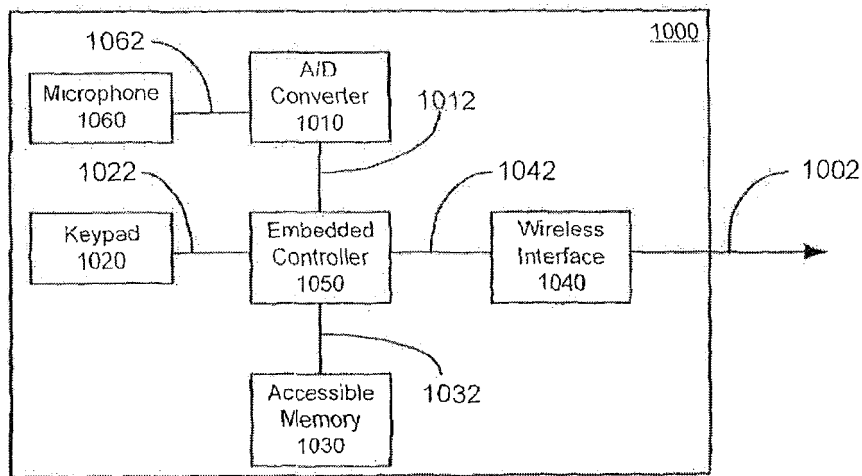 1000
1062
A/D
Converter
1010
Microphone
1060
1012
1022
1042
1002
Keypad
1020
Embedded
Controller
1050
Wireless
Interface
1040
1032
Accessible
Memory
1030